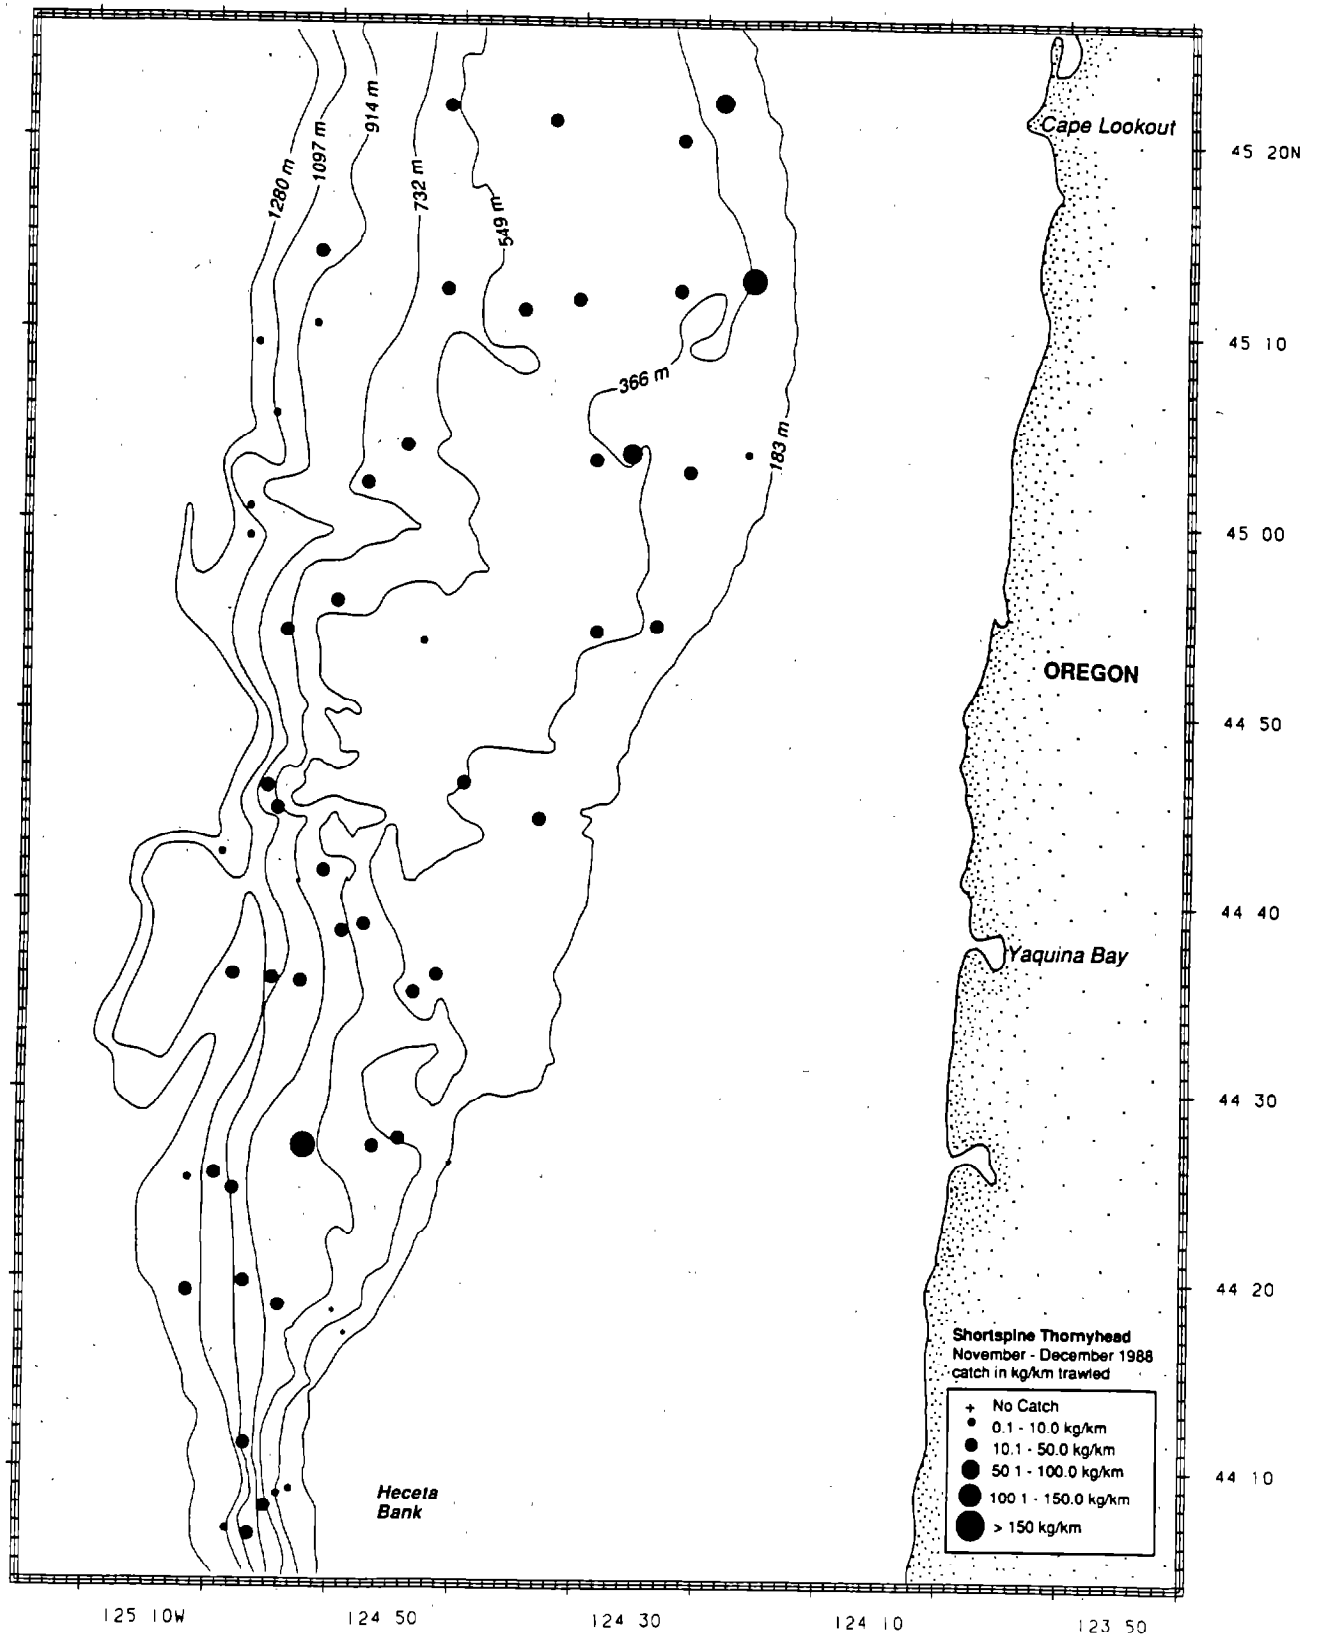 1280 m
1097 m
914 m
732 m
549 m
366 m
183 m
Cape Lookout
45 20N
45 10
45 00
OREGON
44 50
44 40
Yaquina Bay
44 30
44 20
Shortspine Thornyhead
November - December 1988
catch in kg/km trawled
+ No Catch
0.1 - 10.0 kg/km
10.1 - 50.0 kg/km
50 1 - 100.0 kg/km
100 1 - 150.0 kg/km
> 150 kg/km
44 10
Heceta
Bank
125 10W
124 50
124 30
124 10
123 50